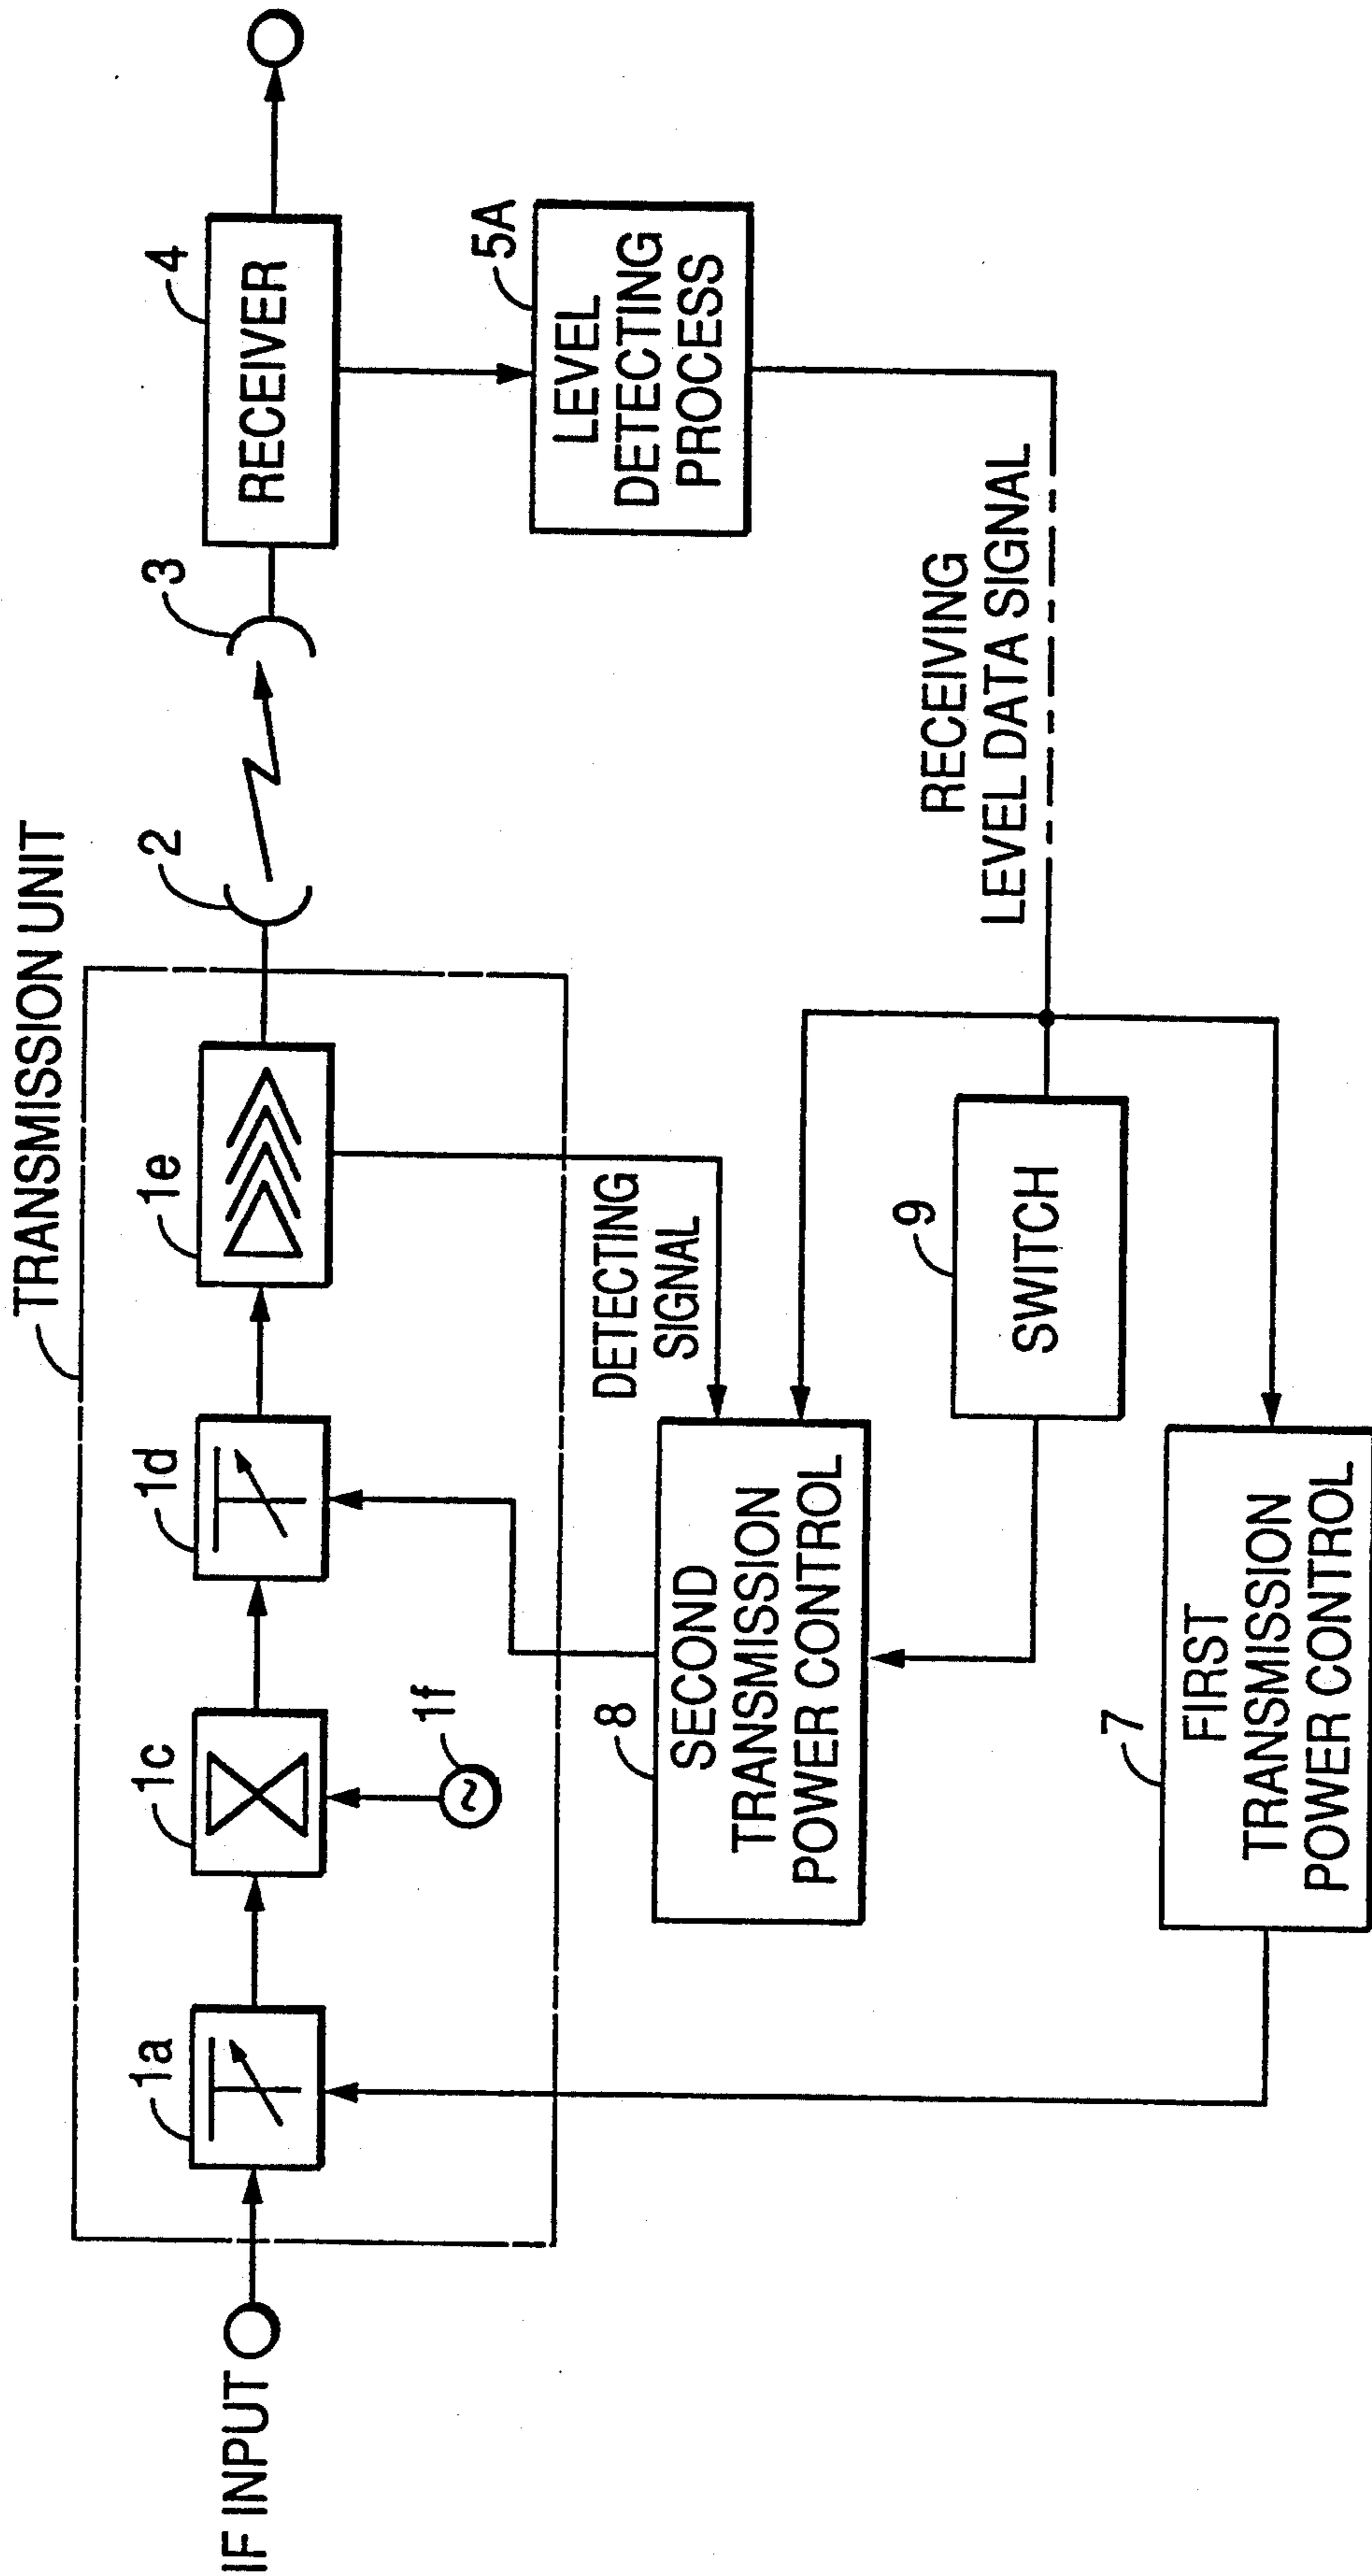 TRANSMISSION UNIT
IF INPUT
1a
1c
1f
1d
1e
2
3
4
RECEIVER
5A
LEVEL
DETECTING
PROCESS
DETECTING
SIGNAL
RECEIVING
LEVEL DATA SIGNAL
8
SECOND
TRANSMISSION
POWER CONTROL
9
SWITCH
7
FIRST
TRANSMISSION
POWER CONTROL